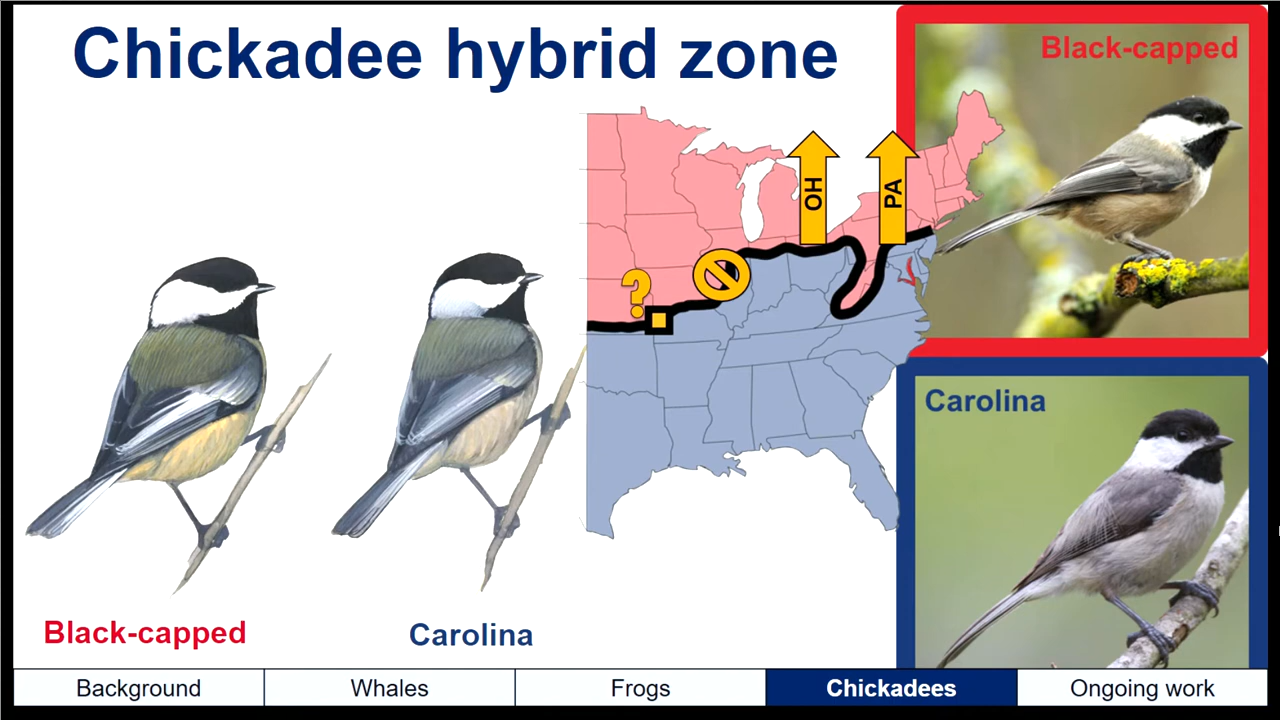 Chickadee hybrid zone
Black-capped
OH
PA
?
Carolina
Black-capped
Carolina
Background
Whales
Frogs
Chickadees
Ongoing work